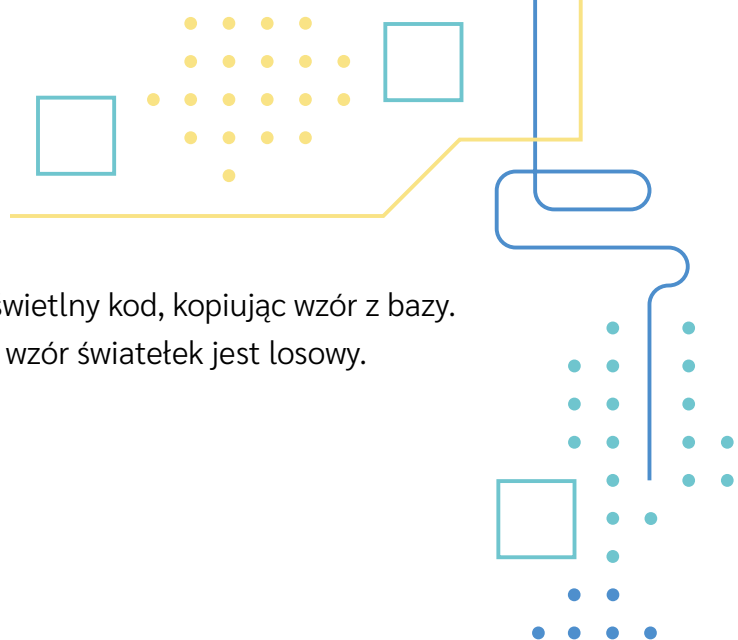 świetlny kod, kopiując wzór z bazy.
wzór światełek jest losowy.